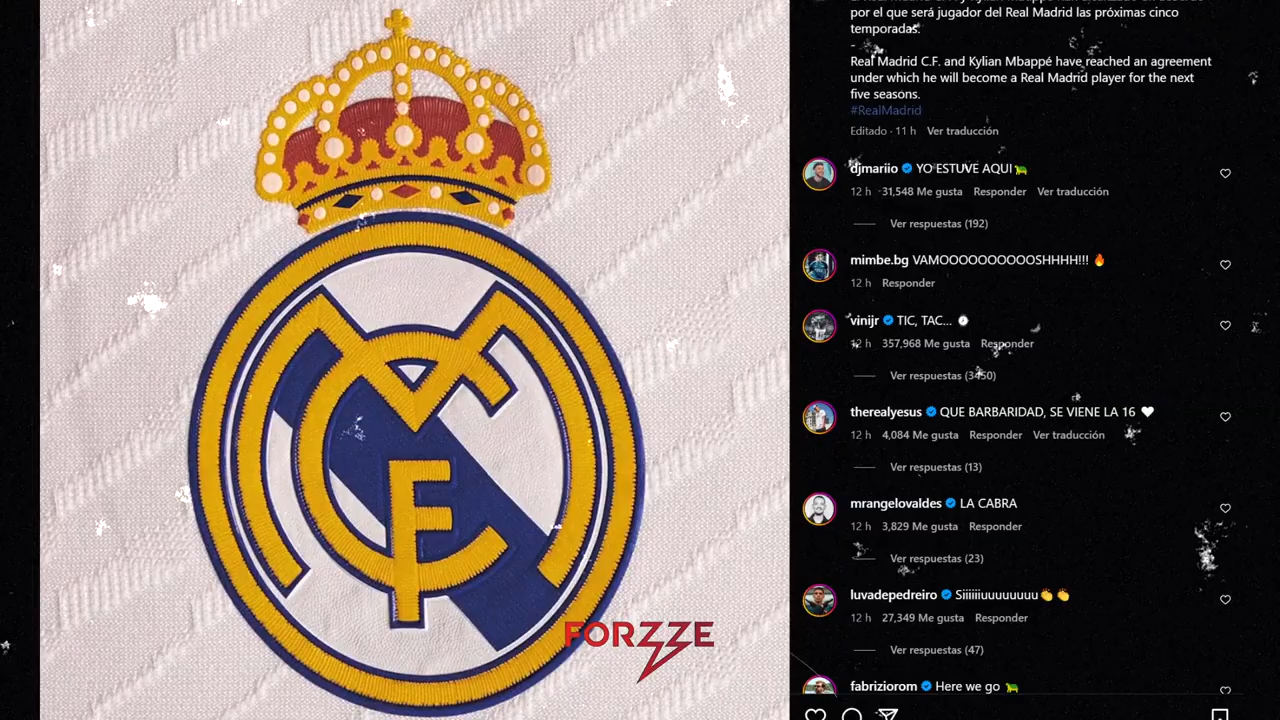 por el que será jugador del Real Madrid las próximas cinco
temporadas.
Real Madrid C.F. and Kylian Mbappé have reached an agreement
under which he will become a Real Madrid player for the next
five seasons.
#RealMadrid
Editado · 11 h Ver traducción
djmariio YO ESTUVE AQUI🐢
12 h 31,548 Me gusta Responder Ver traducción
Ver respuestas (192)
mimbe.bg VAMOOOOOOOOOOSHHHH!!! 🔥
12 h Responder
vinijr TIC, TAC... ⏱
12 h 357,968 Me gusta Responder
Ver respuestas (3450)
therealyesus QUE BARBARIDAD, SE VIENE LA 16 🤍
12 h 4,084 Me gusta Responder Ver traducción
Ver respuestas (13)
mrangelovaldes LA CABRA
12 h 3,829 Me gusta Responder
Ver respuestas (23)
luvadepedreiro Siiiiiiuuuuuuuu👏👏
12 h 27,349 Me gusta Responder
Ver respuestas (47)
fabriziorom Here we go 🐢
FORZZE